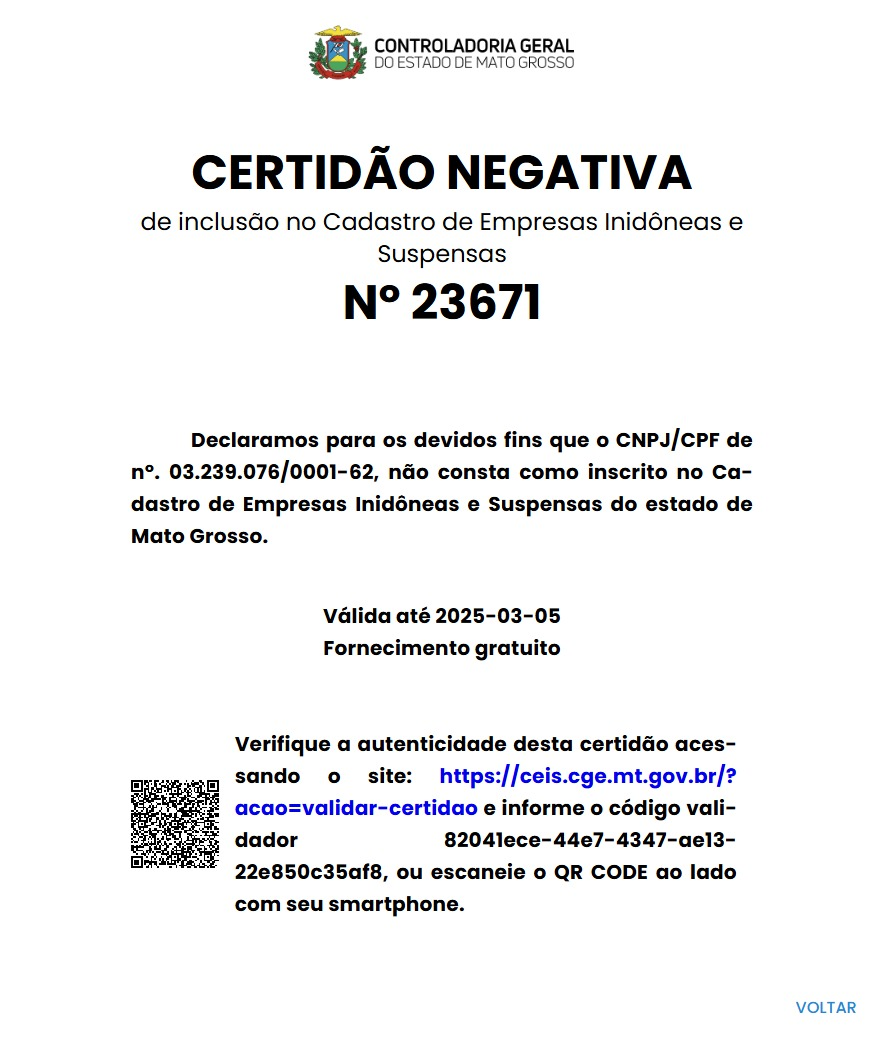 CONTROLADORIA GERAL
DO ESTADO DE MATO GROSSO
CERTIDÃO NEGATIVA
de inclusão no Cadastro de Empresas Inidôneas e
Suspensas
Nº 23671
Declaramos para os devidos fins que o CNPJ/CPF de
nº. 03.239.076/0001-62, não consta como inscrito no Ca-
dastro de Empresas Inidôneas e Suspensas do estado de
Mato Grosso.
Válida até 2025-03-05
Fornecimento gratuito
Verifique a autenticidade desta certidão aces-
sando o site: https://ceis.cge.mt.gov.br/?
acao=validar-certidao e informe o código vali-
dador 82041ece-44e7-4347-ae13-
22e850c35af8, ou escaneie o QR CODE ao lado
com seu smartphone.
VOLTAR